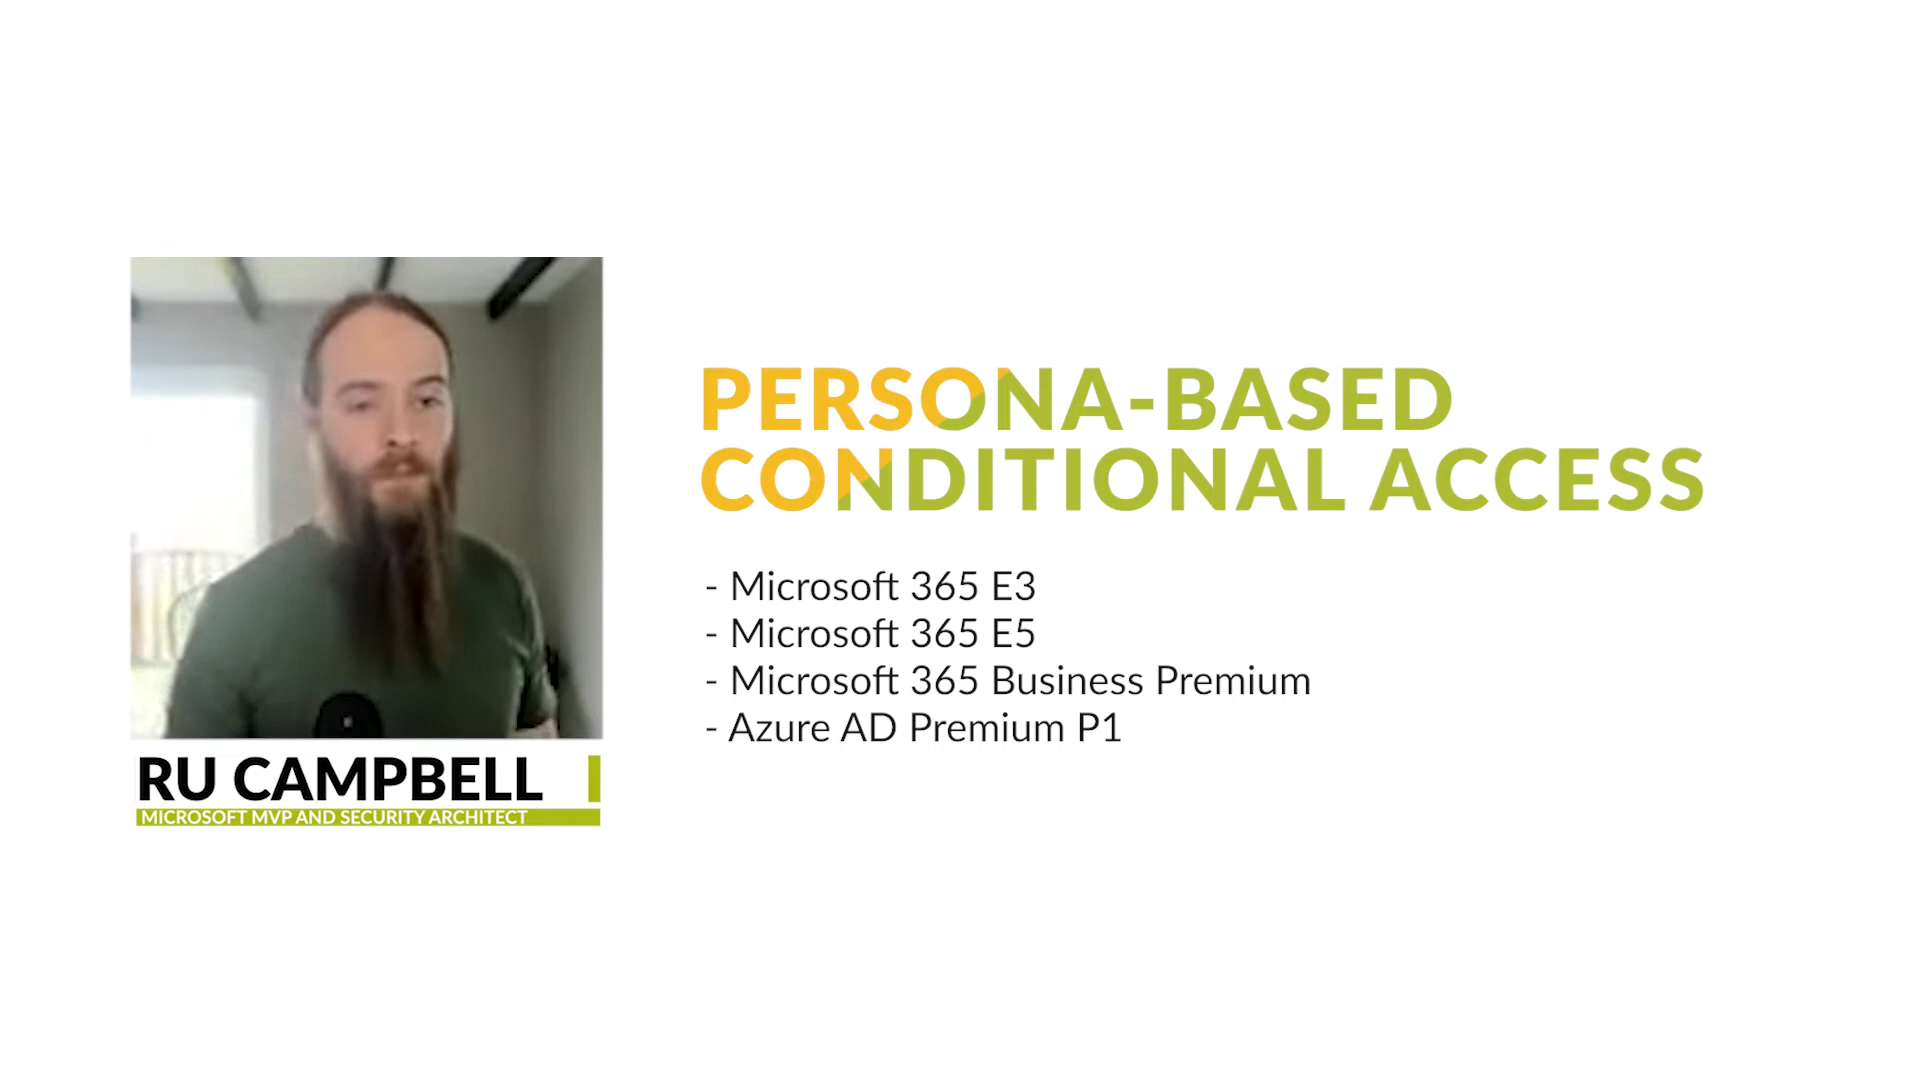 PERSONA-BASED
CONDITIONAL ACCESS
- Microsoft 365 E3
- Microsoft 365 E5
- Microsoft 365 Business Premium
- Azure AD Premium P1
RU CAMPBELL
MICROSOFT MVP AND SECURITY ARCHITECT